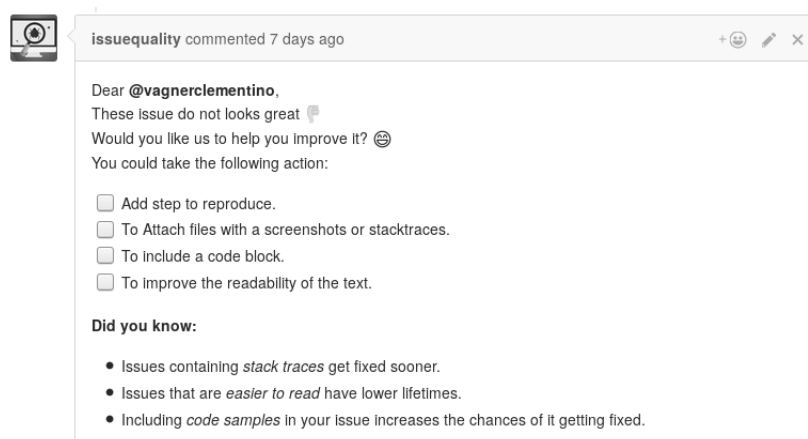 issuequality commented 7 days ago
Dear @vagnerclementino,
These issue do not looks great
Would you like us to help you improve it?
You could take the following action:
Add step to reproduce.
To Attach files with a screenshots or stacktraces.
To include a code block.
To improve the readability of the text.
Did you know:
Issues containing stack traces get fixed sooner.
Issues that are easier to read have lower lifetimes.
Including code samples in your issue increases the chances of it getting fixed.